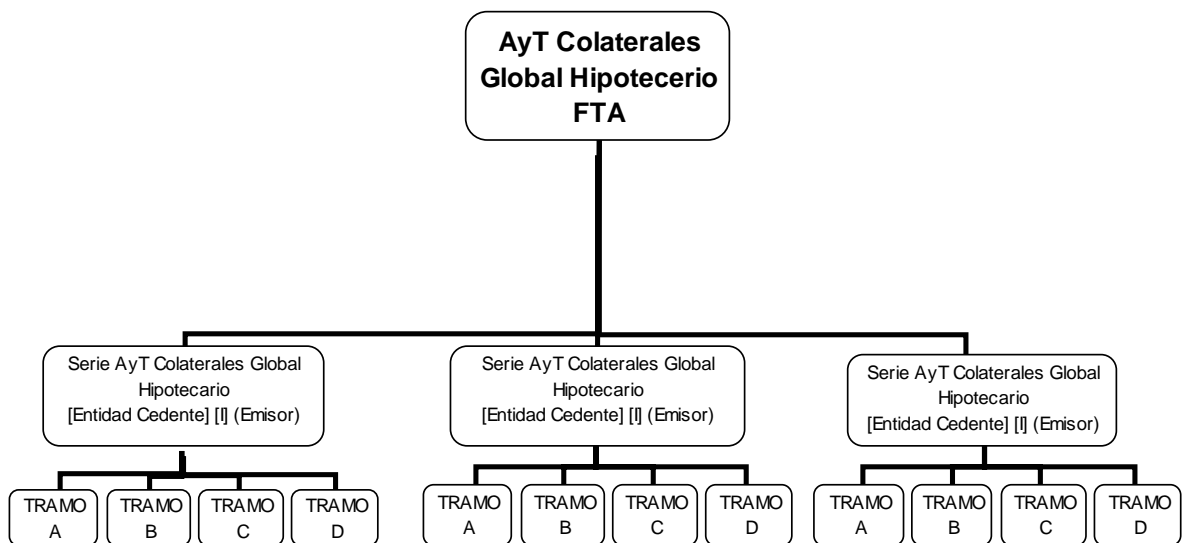 AyT Colaterales
Global Hipotecerio
FTA
Serie AyT Colaterales Global
Hipotecario
[Entidad Cedente] [I] (Emisor)
Serie AyT Colaterales Global
Hipotecario
[Entidad Cedente] [I] (Emisor)
Serie AyT Colaterales Global
Hipotecario
[Entidad Cedente] [I] (Emisor)
TRAMO
A
TRAMO
B
TRAMO
C
TRAMO
D
TRAMO
A
TRAMO
B
TRAMO
C
TRAMO
D
TRAMO
A
TRAMO
B
TRAMO
C
TRAMO
D